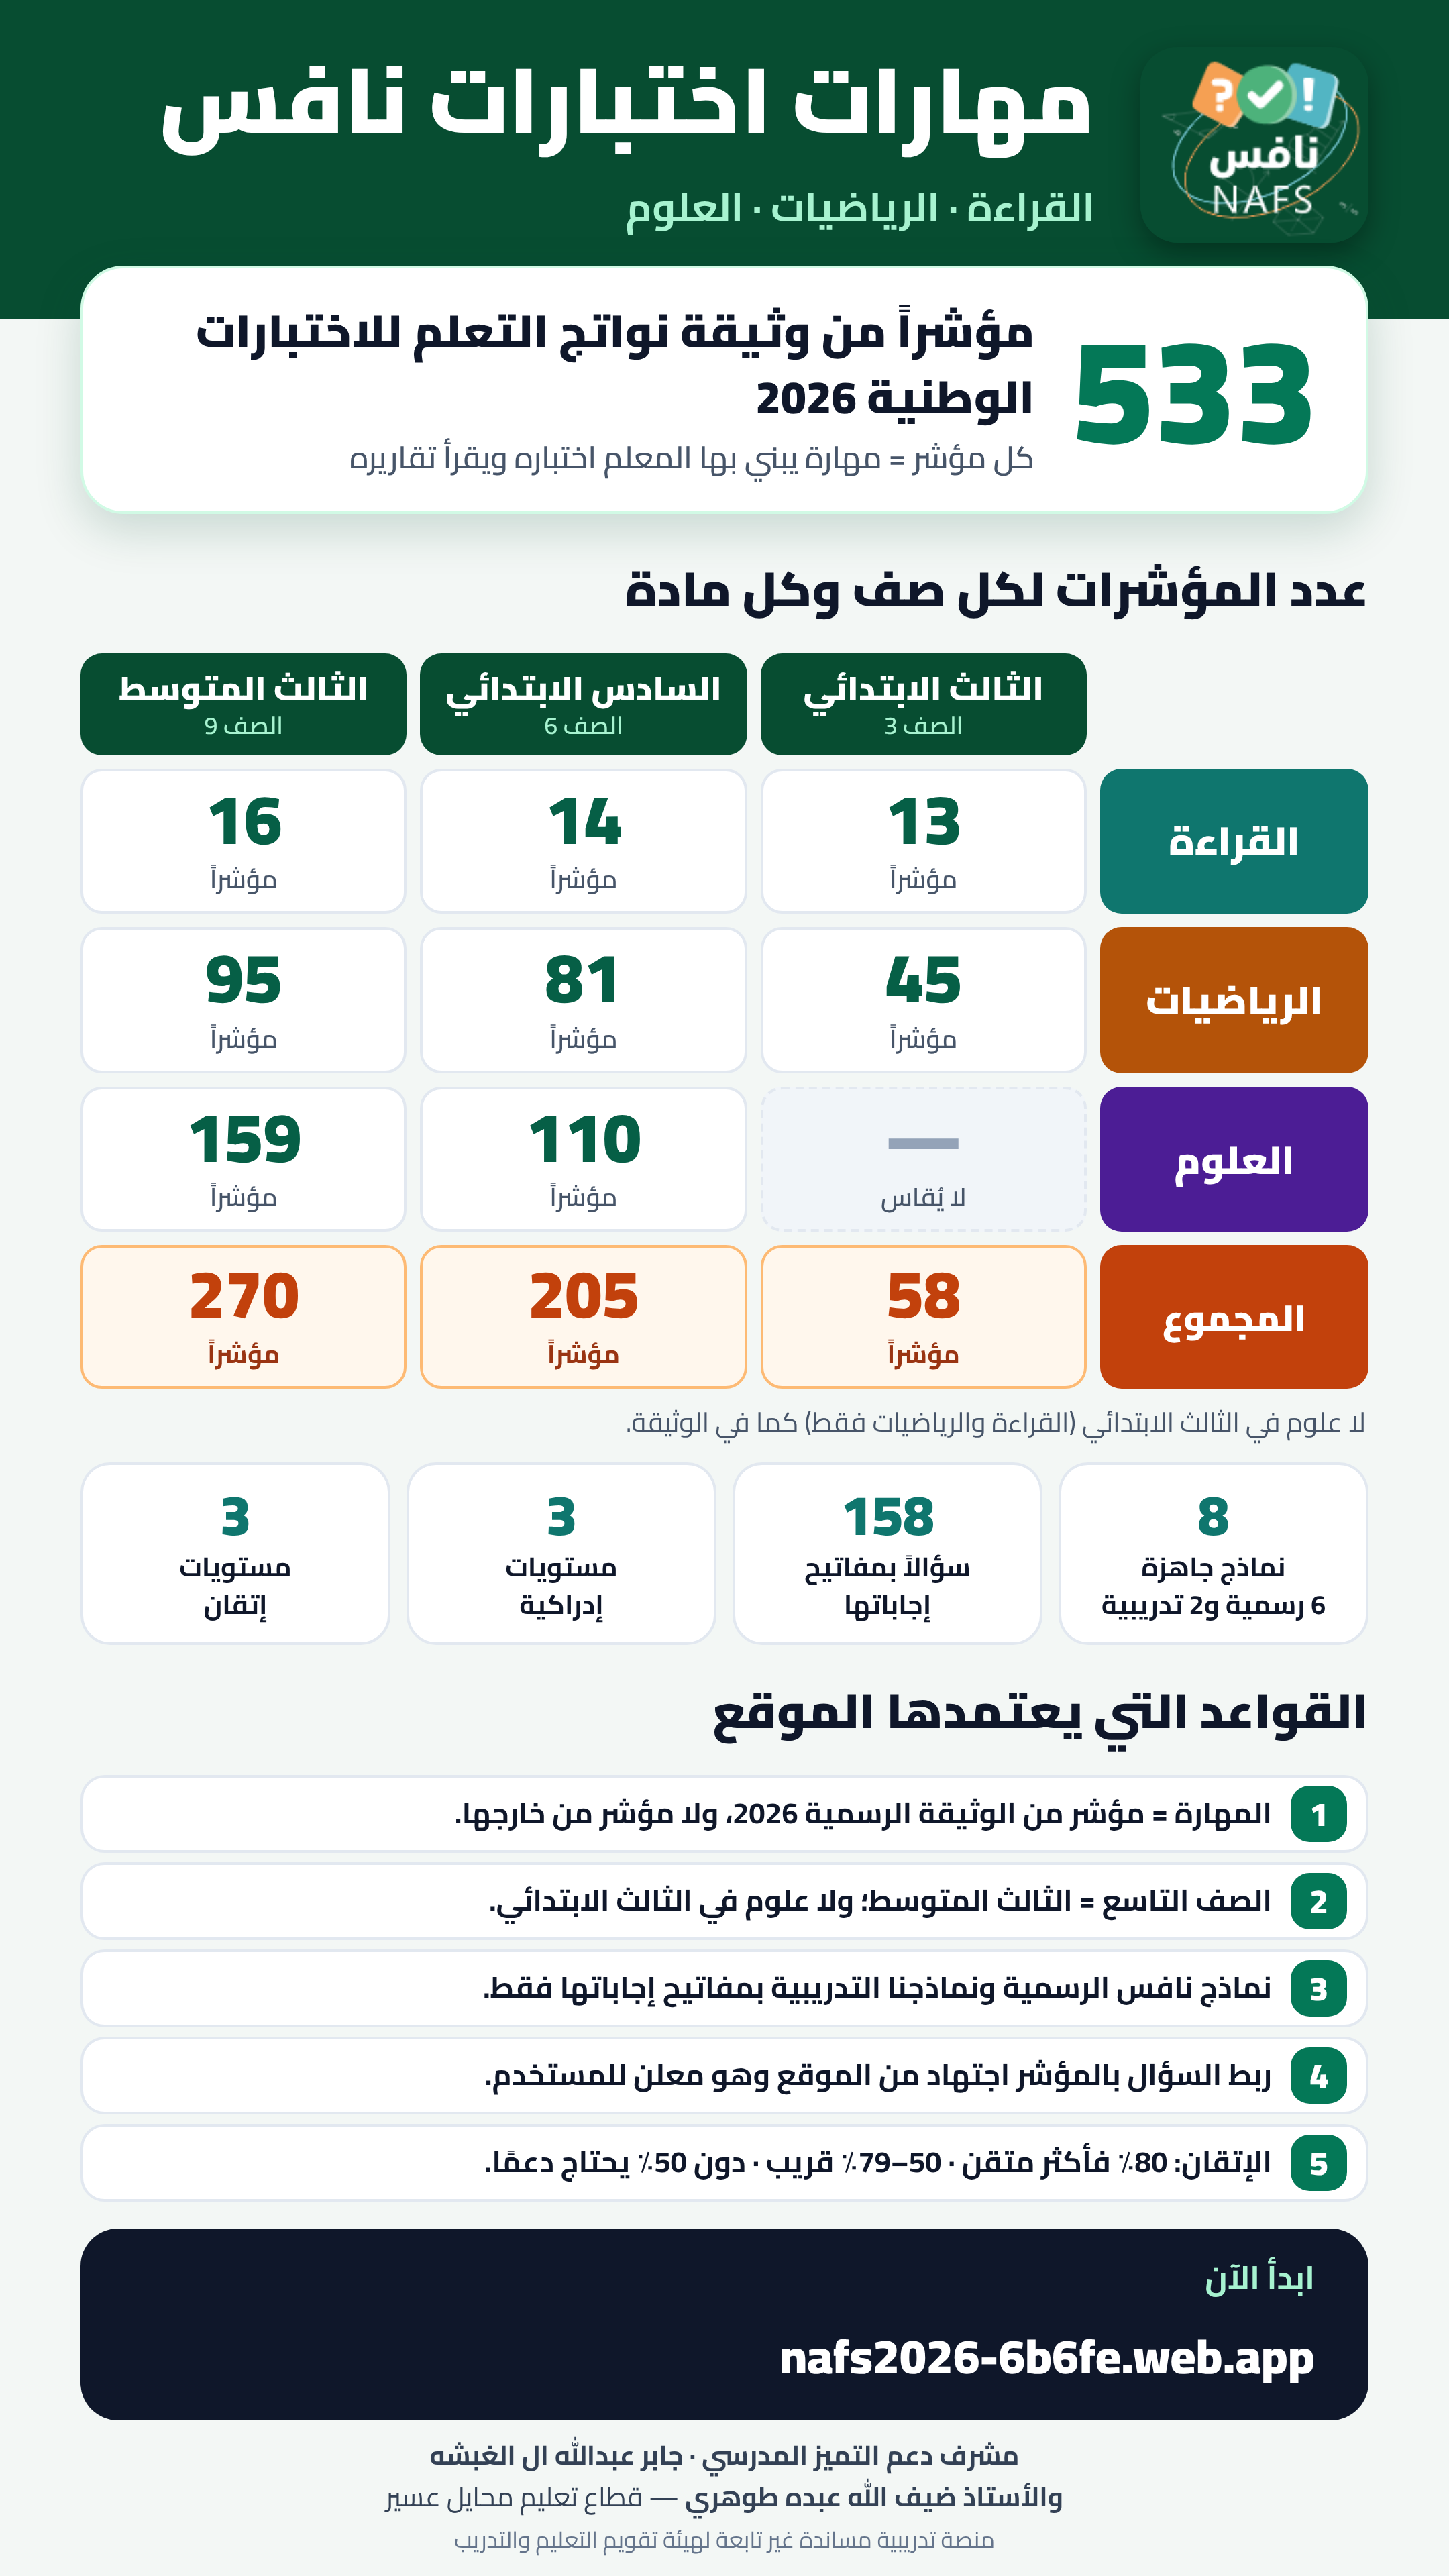 ? !
نافس
NAFS
مهارات اختبارات نافس
القراءة · الرياضيات · العلوم
533
مؤشراً من وثيقة نواتج التعلم للاختبارات
الوطنية 2026
كل مؤشر = مهارة يبني بها المعلم اختباره ويقرأ تقاريره
عدد المؤشرات لكل صف وكل مادة
الثالث الابتدائي
الصف 3
السادس الابتدائي
الصف 6
الثالث المتوسط
الصف 9
القراءة
13
مؤشراً
14
مؤشراً
16
مؤشراً
الرياضيات
45
مؤشراً
81
مؤشراً
95
مؤشراً
العلوم
—
لا يُقاس
110
مؤشراً
159
مؤشراً
المجموع
58
مؤشراً
205
مؤشراً
270
مؤشراً
لا علوم في الثالث الابتدائي (القراءة والرياضيات فقط) كما في الوثيقة.
8
نماذج جاهزة
6 رسمية و2 تدريبية
158
سؤالاً بمفاتيح
إجاباتها
3
مستويات
إدراكية
3
مستويات
إتقان
القواعد التي يعتمدها الموقع
1 المهارة = مؤشر من الوثيقة الرسمية 2026، ولا مؤشر من خارجها.
2 الصف التاسع = الثالث المتوسط؛ ولا علوم في الثالث الابتدائي.
3 نماذج نافس الرسمية ونماذجنا التدريبية بمفاتيح إجاباتها فقط.
4 ربط السؤال بالمؤشر اجتهاد من الموقع وهو معلن للمستخدم.
5 الإتقان: 80٪ فأكثر متقن · 50–79٪ قريب · دون 50٪ يحتاج دعمًا.
ابدأ الآن
nafs2026-6b6fe.web.app
مشرف دعم التميز المدرسي · جابر عبدالله ال الغبشه
والأستاذ ضيف الله عبده طوهري — قطاع تعليم محايل عسير
منصة تدريبية مساندة غير تابعة لهيئة تقويم التعليم والتدريب